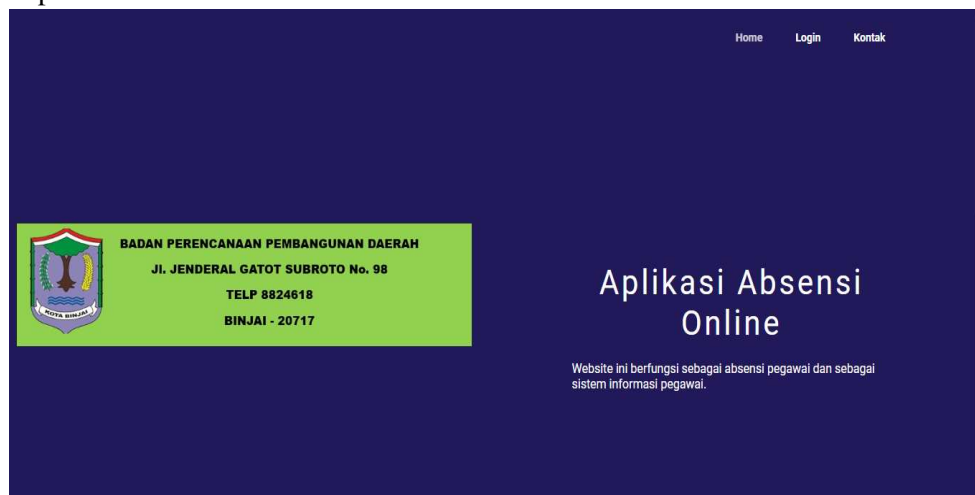 Home Login Kontak
BADAN PERENCANAAN PEMBANGUNAN DAERAH
Jl. JENDERAL GATOT SUBROTO No. 98
TELP 8824618
BINJAI - 20717
KOTA BINJAI
Aplikasi Absensi
Online
Website ini berfungsi sebagai absensi pegawai dan sebagai
sistem informasi pegawai.